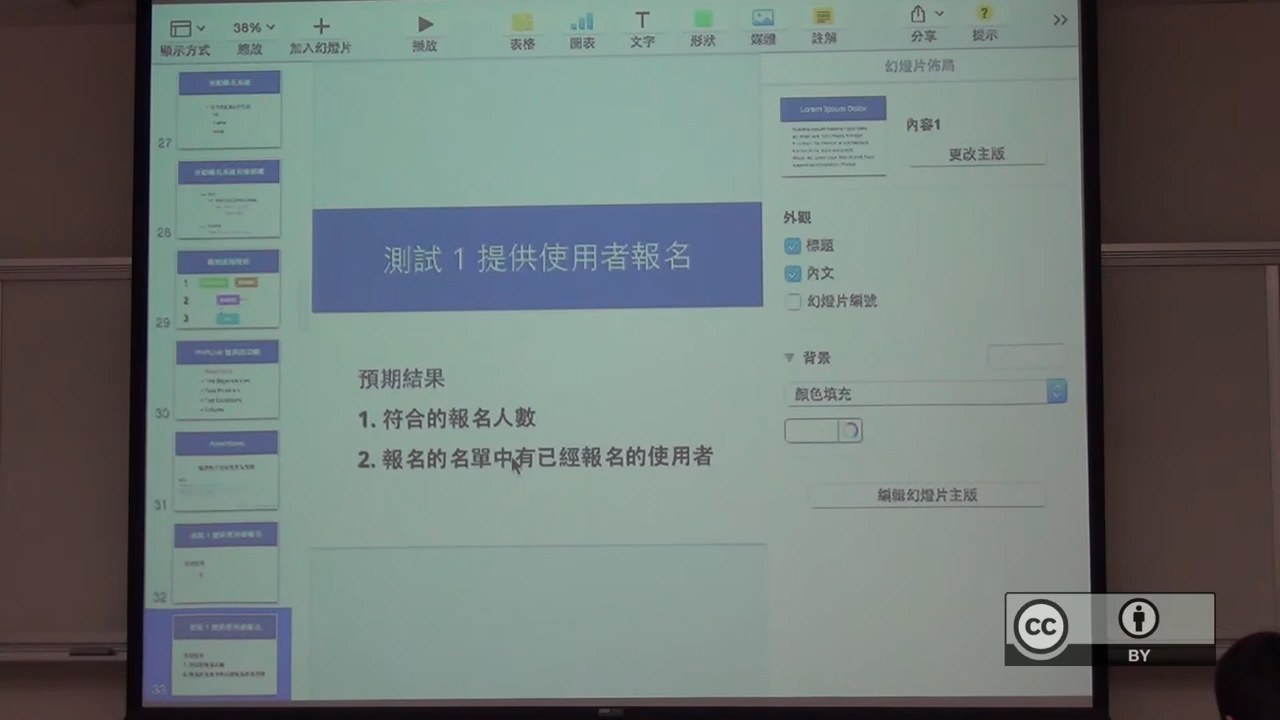 顯示方式
38%
縮放
加入幻燈片
播放
表格
圖表
文字
形狀
媒體
註解
分享
提示
27
28
29
1
2
3
30
31
Assertions
32
33
測試 1 提供使用者報名
預期結果
1. 符合的報名人數
2. 報名的名單中有已經報名的使用者
幻燈片佈局
Lorem Ipsum Dolor
內容1
更改主版
外觀
標題
內文
幻燈片編號
背景
顏色填充
編輯幻燈片主版
CC
BY